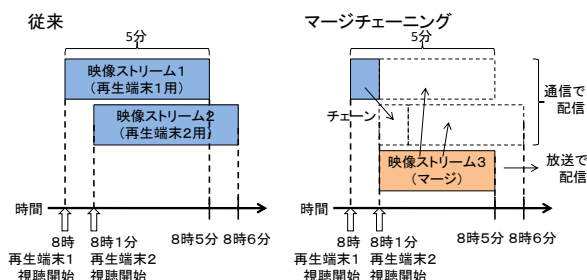 従来
5分
映像ストリーム1
(再生端末1用)
映像ストリーム2
(再生端末2用)
時間
8時
再生端末1
視聴開始
8時1分
再生端末2
視聴開始
8時5分
8時6分
マージチェーニング
5分
チェーン
映像ストリーム3
(マージ)
通信で
配信
放送で
配信
時間
8時
再生端末1
視聴開始
8時1分
再生端末2
視聴開始
8時5分
8時6分